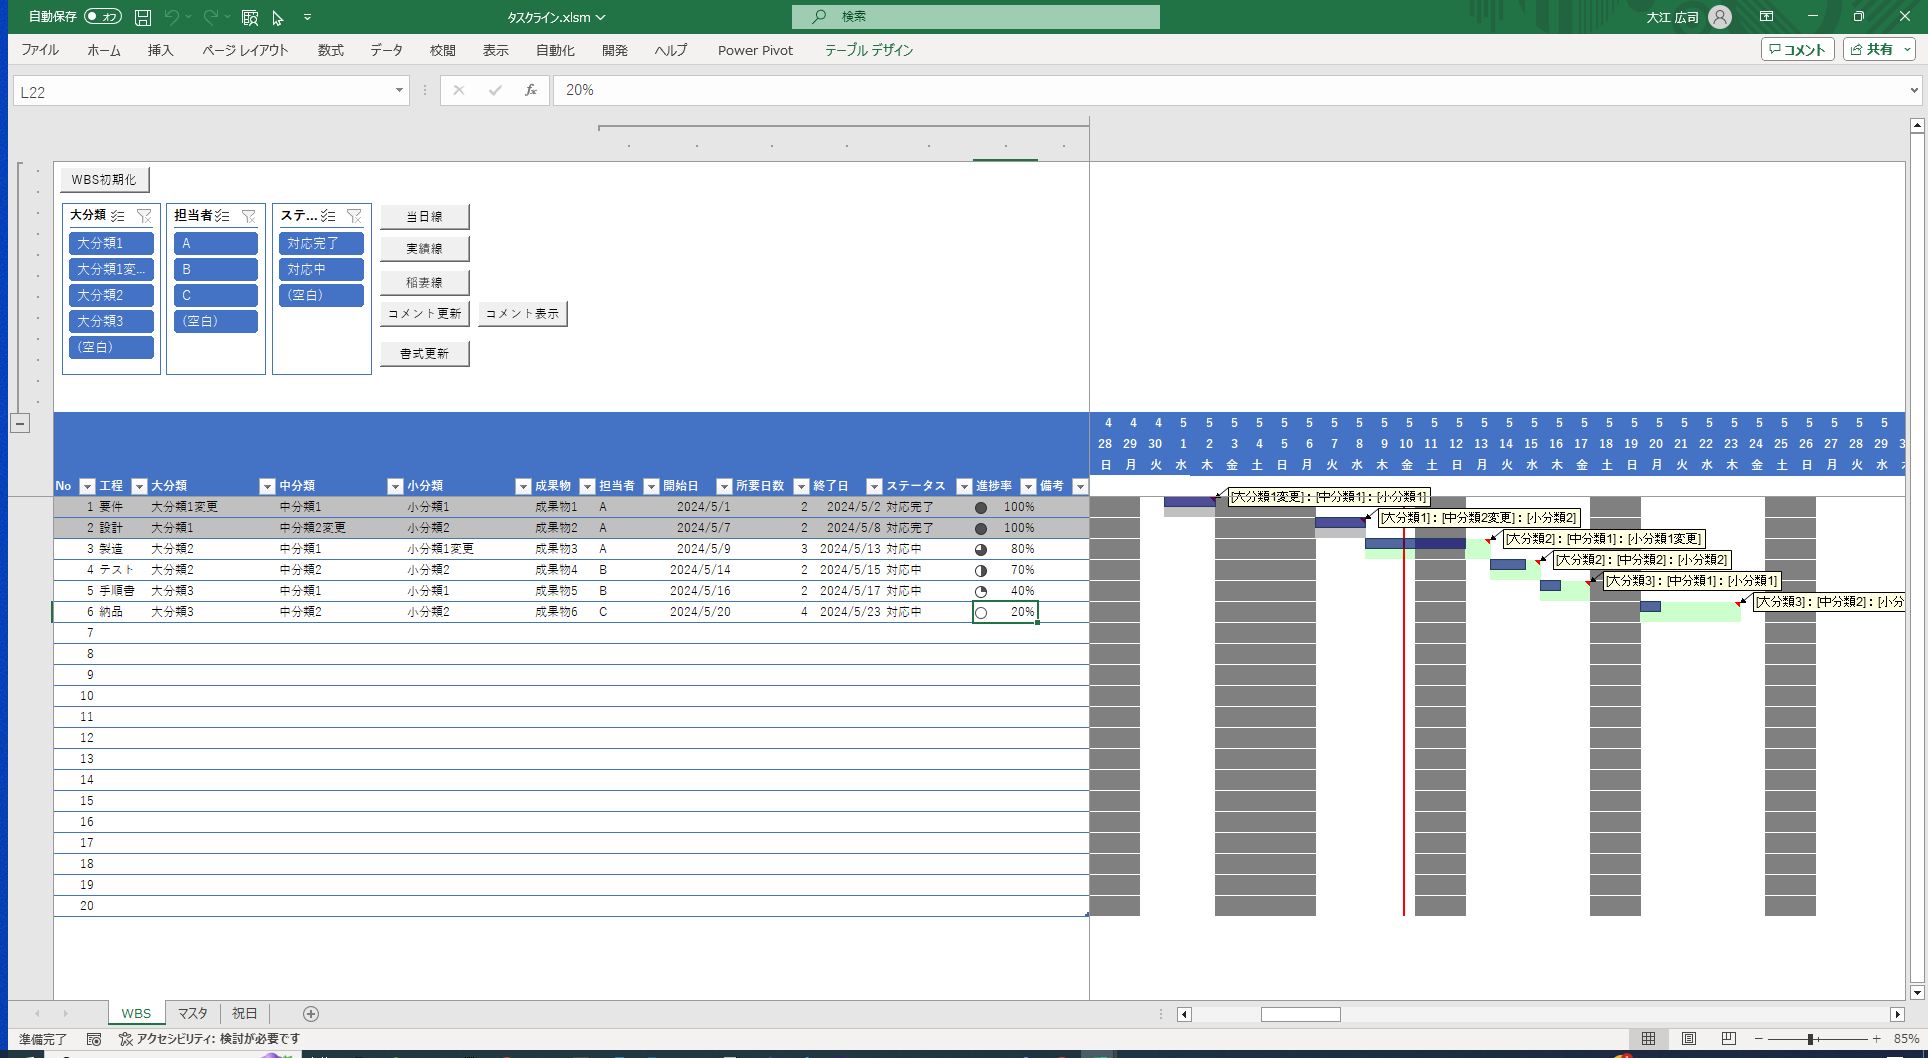 自動保存 オフ
タスクライン.xlsm
検索
大江 広司
ファイル ホーム 挿入 ページ レイアウト 数式 データ 校閲 表示 自動化 開発 ヘルプ Power Pivot テーブル デザイン
コメント 共有
L22
fx 20%
WBS初期化
大分類 担当者 ステ...
大分類1 A 対応完了
大分類1変... B 対応中
大分類2 C (空白)
大分類3 (空白)
(空白)
当日線
実績線
稲妻線
コメント更新 コメント表示
書式更新
4 4 4 5 5 5 5 5 5 5 5 5 5 5 5 5 5 5 5 5 5 5 5 5 5 5 5 5 5 5 5 5
28 29 30 1 2 3 4 5 6 7 8 9 10 11 12 13 14 15 16 17 18 19 20 21 22 23 24 25 26 27 28 29
日 月 火 水 木 金 土 日 月 火 水 木 金 土 日 月 火 水 木 金 土 日 月 火 水 木 金 土 日 月 火 水
No 工程 大分類 中分類 小分類 成果物 担当者 開始日 所要日数 終了日 ステータス 進捗率 備考
1 要件 大分類1変更 中分類1 小分類1 成果物1 A 2024/5/1 2 2024/5/2 対応完了 100%
[大分類1変更] : [中分類1] : [小分類1]
2 設計 大分類1 中分類2変更 小分類2 成果物2 A 2024/5/7 2 2024/5/8 対応完了 100%
[大分類1] : [中分類2変更] : [小分類2]
3 製造 大分類2 中分類1 小分類1変更 成果物3 A 2024/5/9 3 2024/5/13 対応中 80%
[大分類2] : [中分類1] : [小分類1変更]
4 テスト 大分類2 中分類2 小分類2 成果物4 B 2024/5/14 2 2024/5/15 対応中 70%
[大分類2] : [中分類2] : [小分類2]
5 手順書 大分類3 中分類1 小分類1 成果物5 B 2024/5/16 2 2024/5/17 対応中 40%
[大分類3] : [中分類1] : [小分類1]
6 納品 大分類3 中分類2 小分類2 成果物6 C 2024/5/20 4 2024/5/23 対応中 20%
[大分類3] : [中分類2] : [小分
7
8
9
10
11
12
13
14
15
16
17
18
19
20
WBS マスタ 祝日
準備完了 アクセシビリティ: 検討が必要です
85%